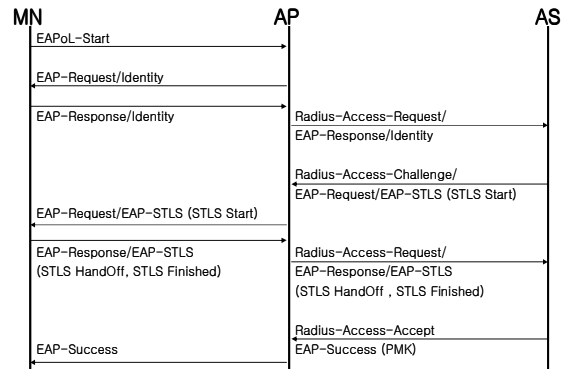 MN AP AS
EAPoL-Start
EAP-Request/Identity
EAP-Response/Identity
Radius-Access-Request/
EAP-Response/Identity
Radius-Access-Challenge/
EAP-Request/EAP-STLS (STLS Start)
EAP-Request/EAP-STLS (STLS Start)
EAP-Response/EAP-STLS
(STLS HandOff, STLS Finished)
Radius-Access-Request/
EAP-Response/EAP-STLS
(STLS HandOff , STLS Finished)
Radius-Access-Accept
EAP-Success (PMK)
EAP-Success